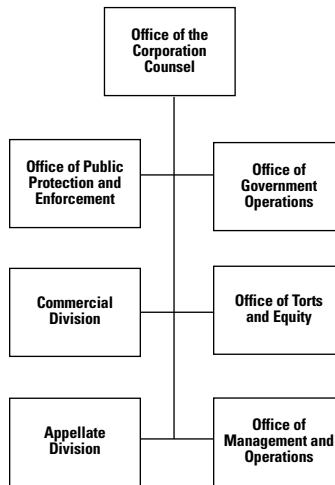 Office of the
Corporation
Counsel
Office of Public
Protection and
Enforcement
Office of
Government
Operations
Commercial
Division
Office of Torts
and Equity
Appellate
Division
Office of
Management and
Operations